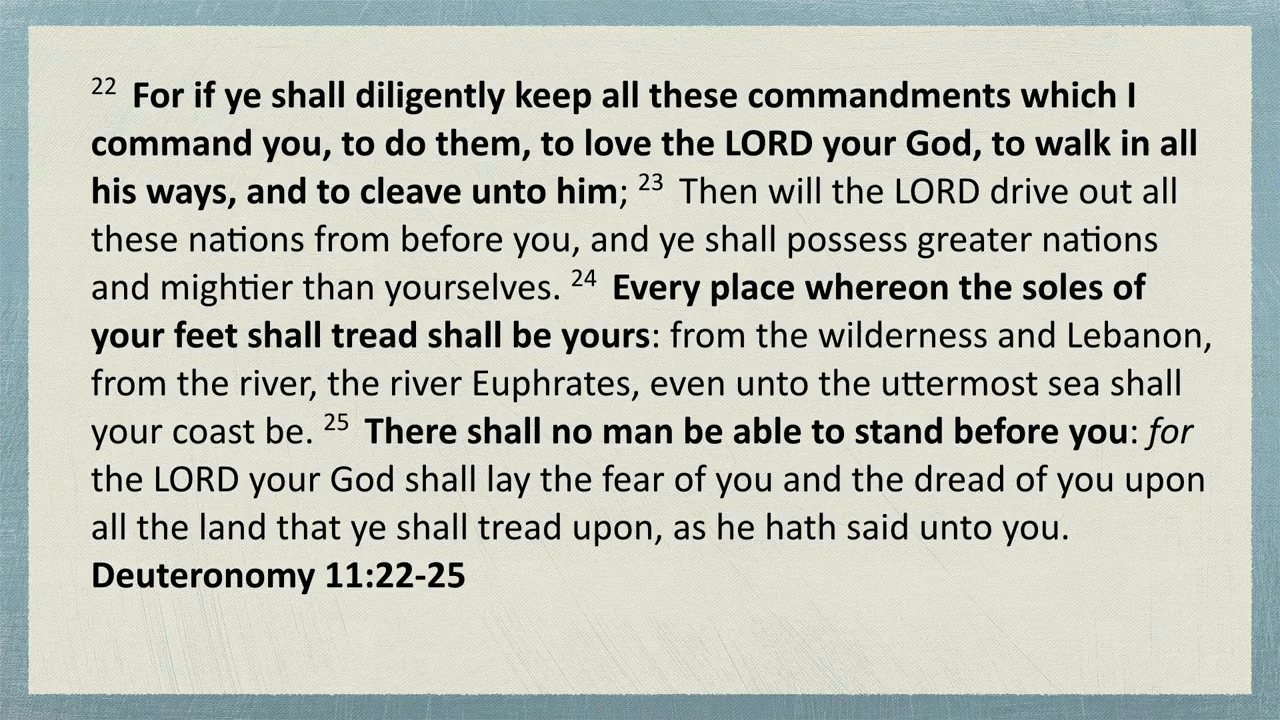 22 For if ye shall diligently keep all these commandments which I
command you, to do them, to love the LORD your God, to walk in all
his ways, and to cleave unto him; 23 Then will the LORD drive out all
these nations from before you, and ye shall possess greater nations
and mightier than yourselves. 24 Every place whereon the soles of
your feet shall tread shall be yours: from the wilderness and Lebanon,
from the river, the river Euphrates, even unto the uttermost sea shall
your coast be. 25 There shall no man be able to stand before you: for
the LORD your God shall lay the fear of you and the dread of you upon
all the land that ye shall tread upon, as he hath said unto you.
Deuteronomy 11:22-25